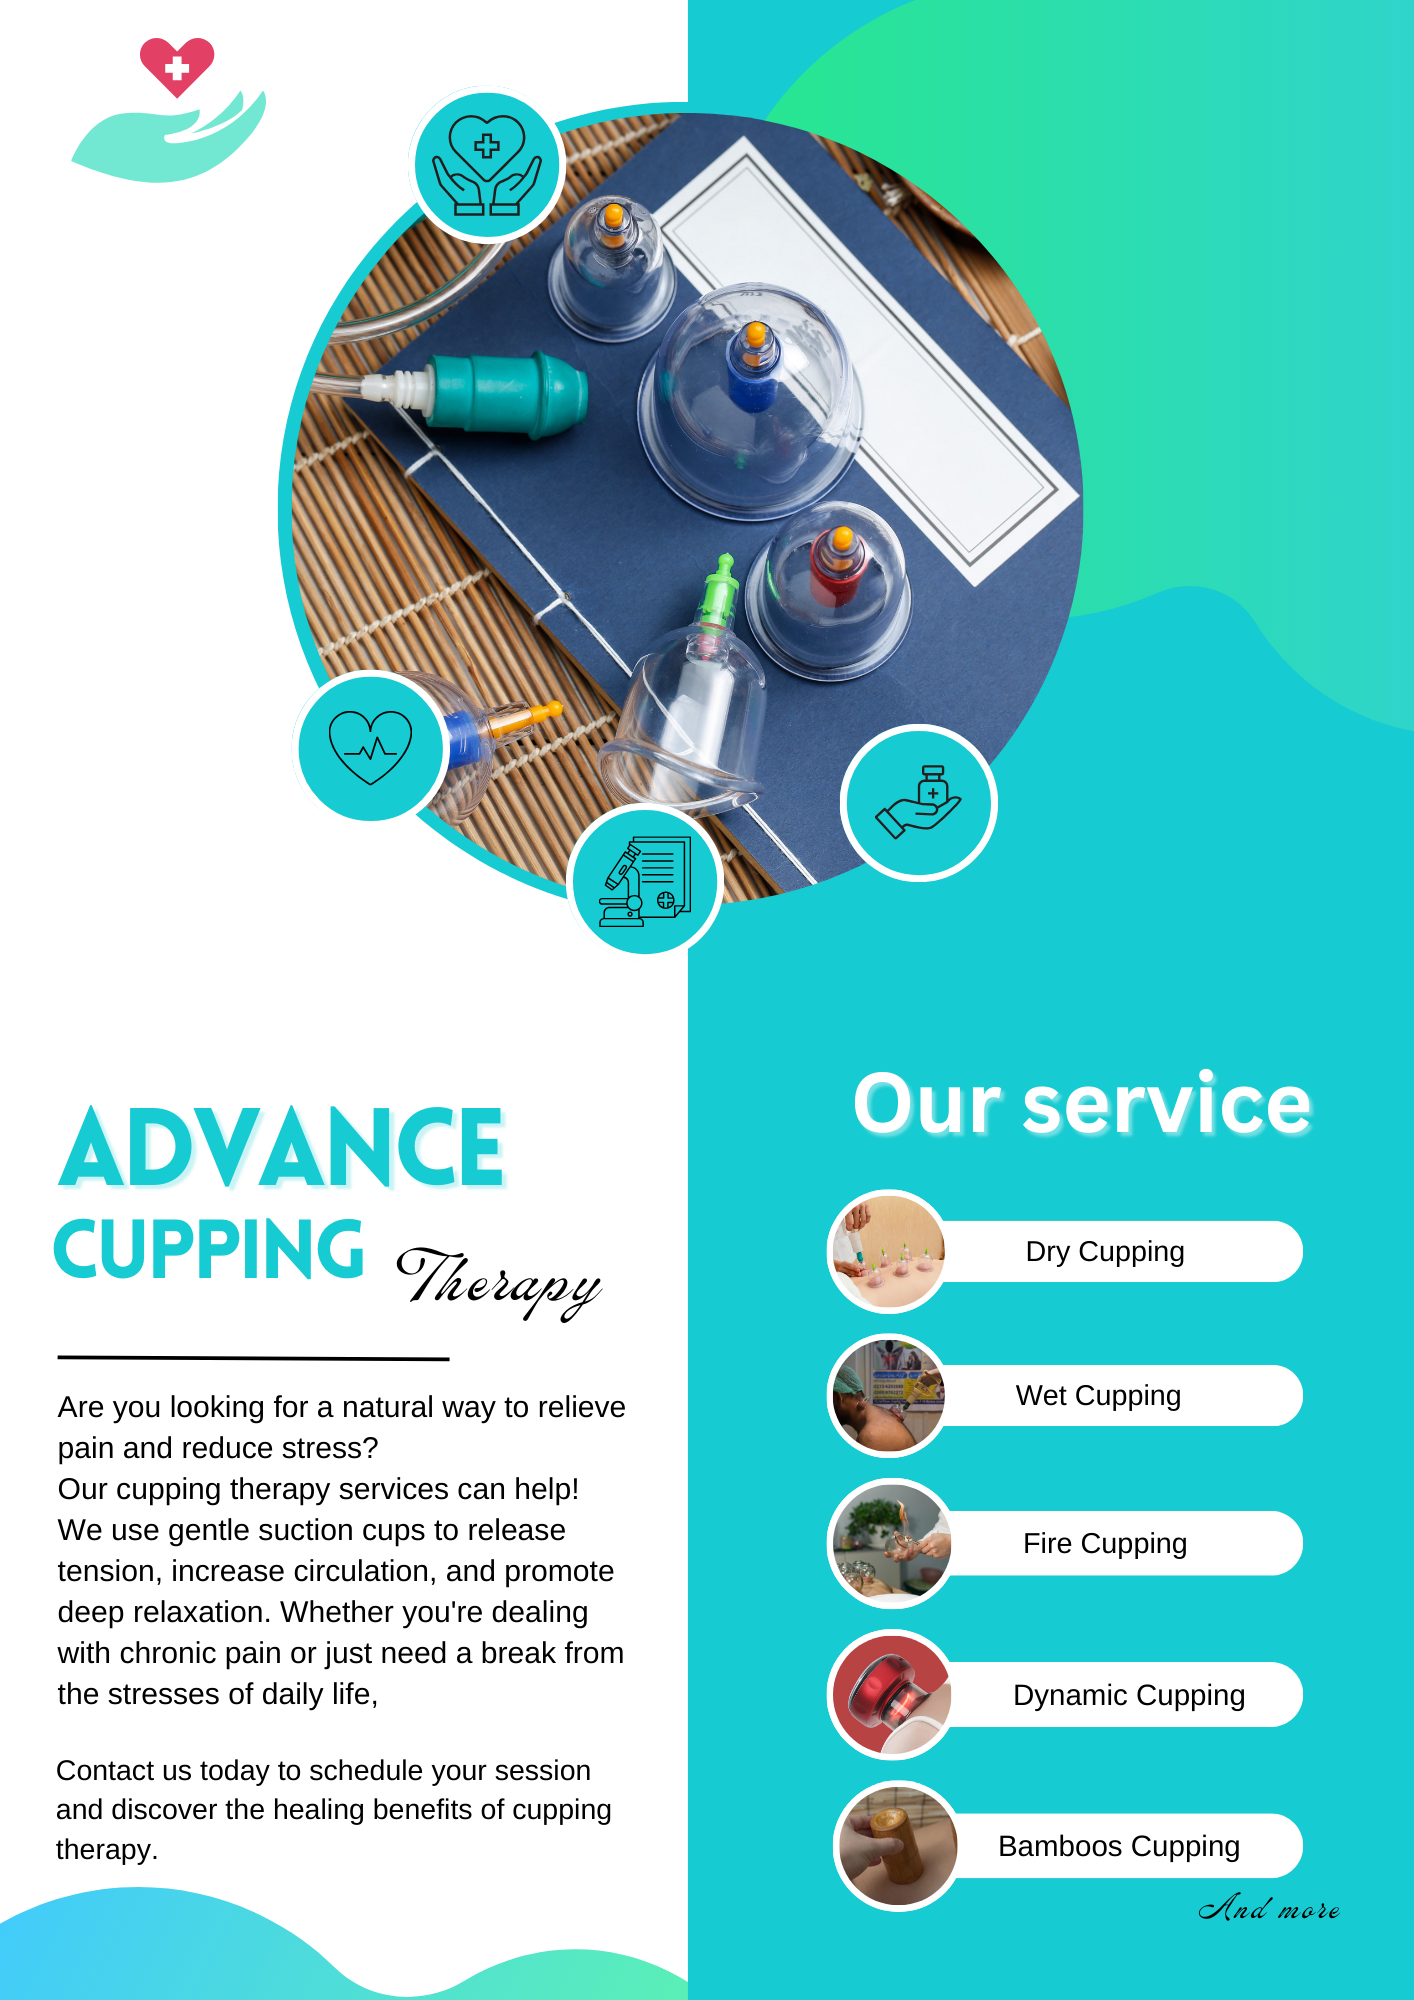 ADVANCE
CUPPING Therapy
Are you looking for a natural way to relieve
pain and reduce stress?
Our cupping therapy services can help!
We use gentle suction cups to release
tension, increase circulation, and promote
deep relaxation. Whether you're dealing
with chronic pain or just need a break from
the stresses of daily life,
Contact us today to schedule your session
and discover the healing benefits of cupping
therapy.
Our service
Dry Cupping
Wet Cupping
Fire Cupping
Dynamic Cupping
Bamboos Cupping
And more